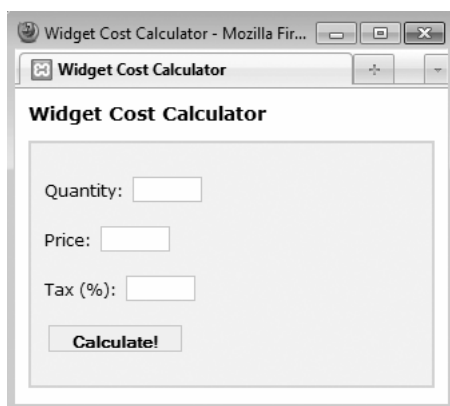 Widget Cost Calculator - Mozilla Fir...
Widget Cost Calculator
Widget Cost Calculator
Quantity:
Price:
Tax (%):
Calculate!